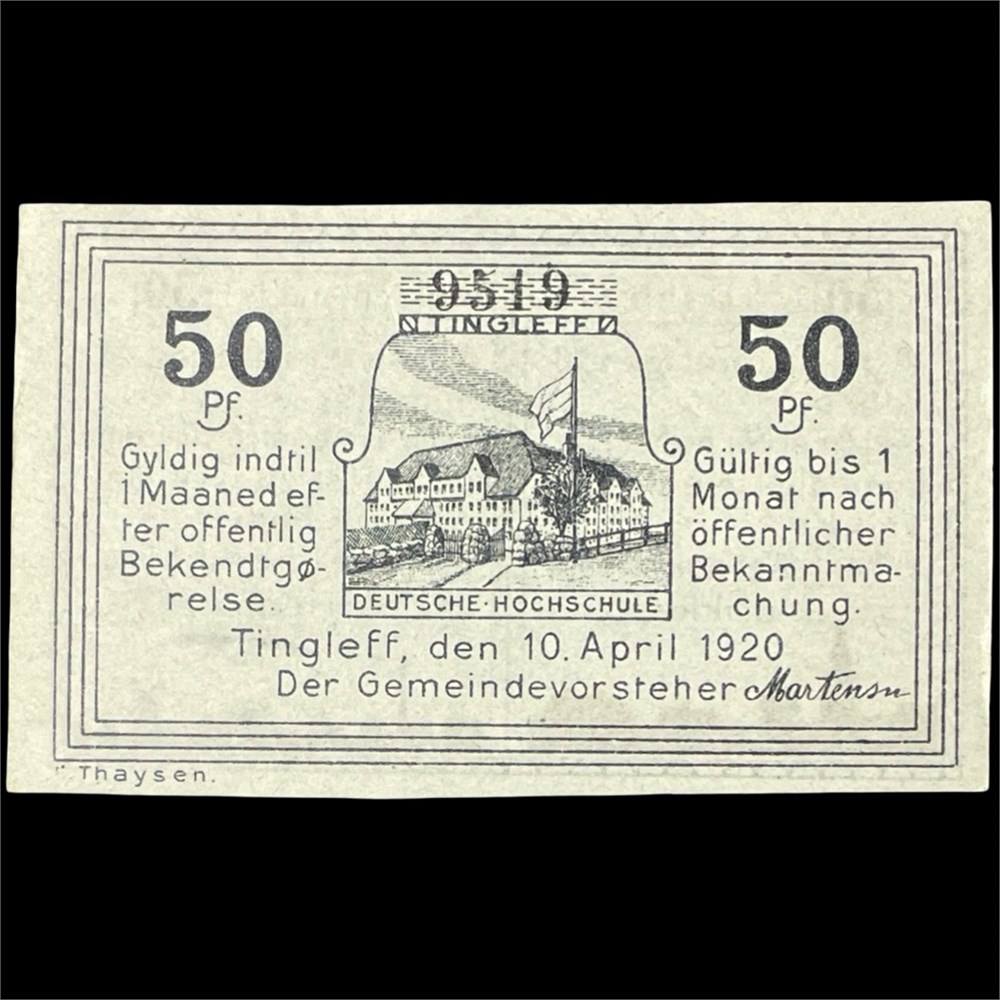 9519
TINGLEFF
50
Pf.
Gyldig indtil
1 Maaned ef-
ter offentlig
Bekendtgø-
relse.
DEUTSCHE·HOCHSCHULE
50
Pf.
Gültig bis 1
Monat nach
öffentlicher
Bekanntma-
chung.
Tingleff, den 10. April 1920
Der Gemeindevorsteher Martensen
Thaysen.